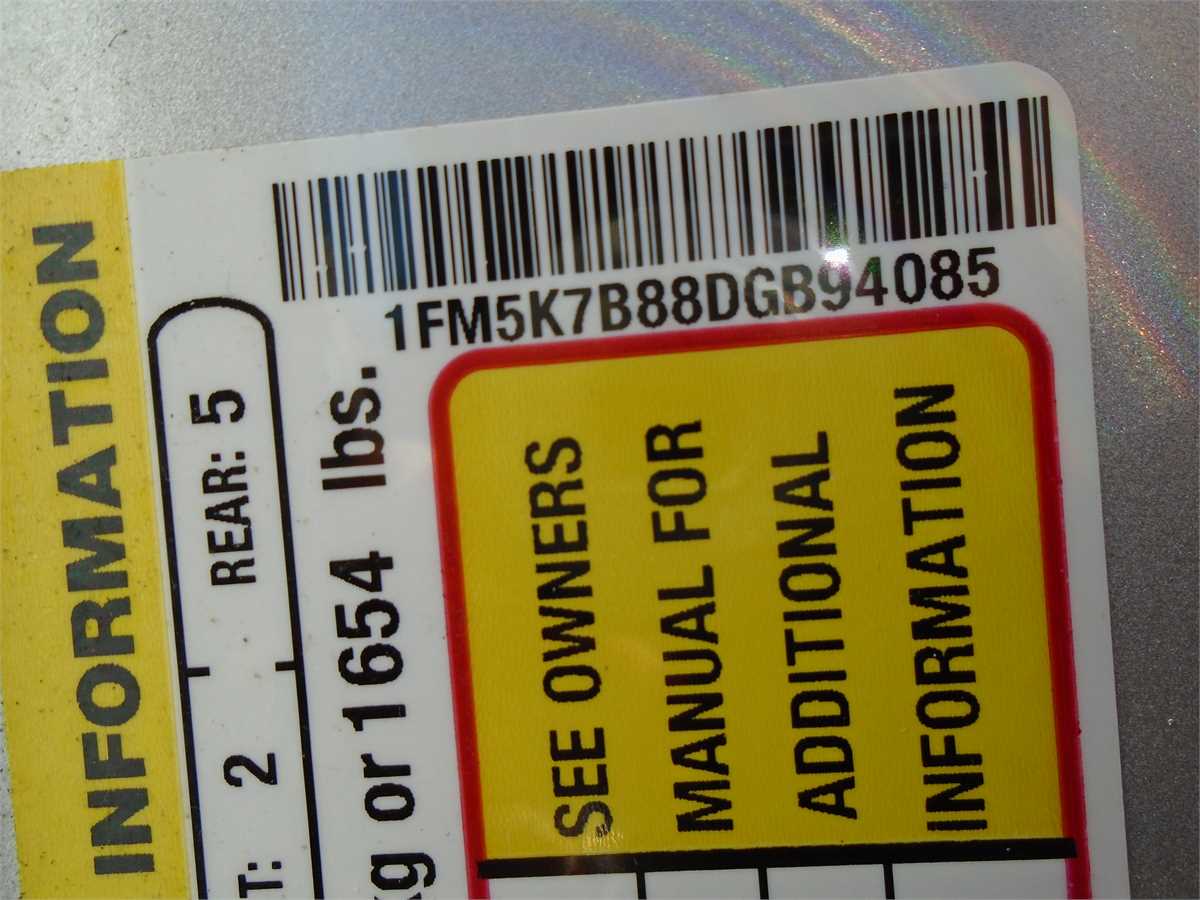 1FM5K7B88DGB94085
INFORMATION
T: 2 REAR: 5
kg or 1654 lbs.
SEE OWNERS
MANUAL FOR
ADDITIONAL
INFORMATION